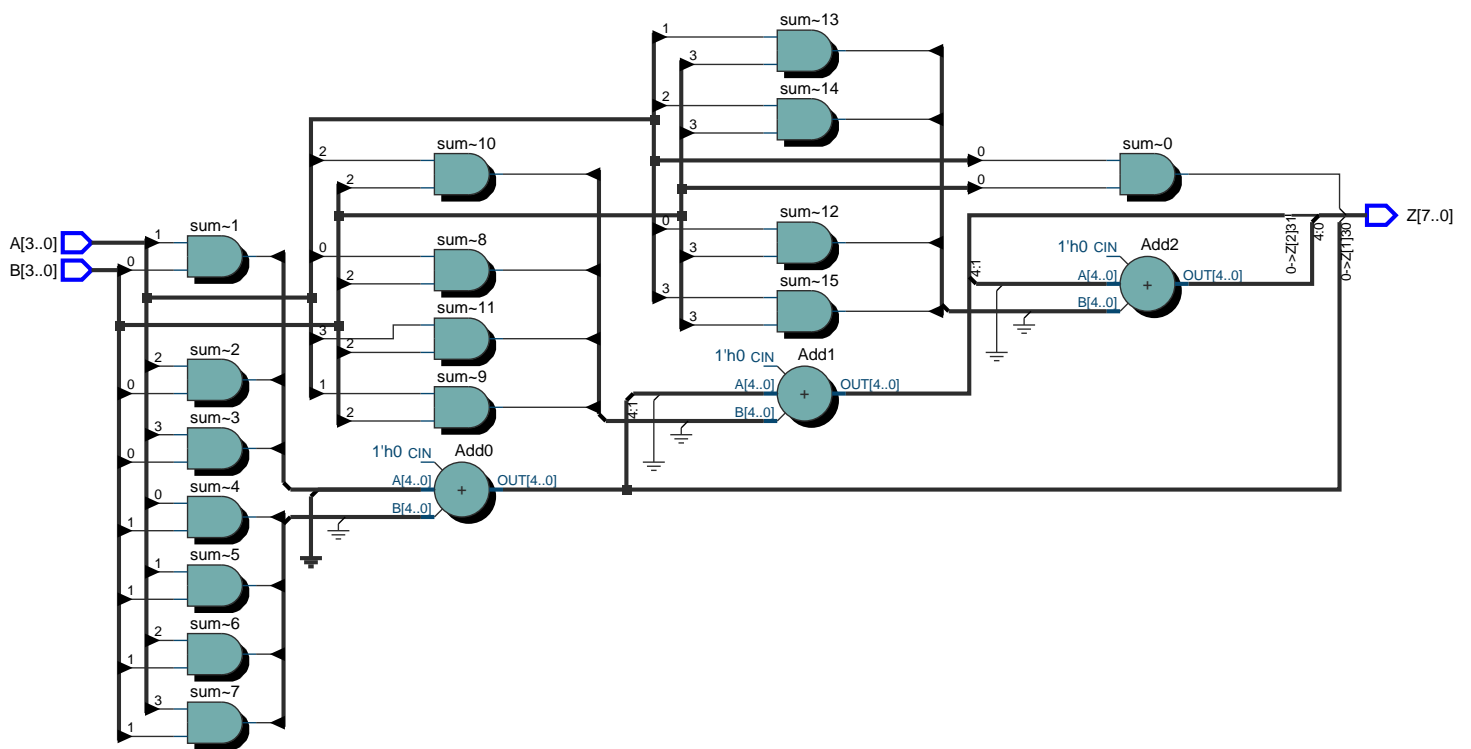 sum~13
1
3
sum~14
2
3
sum~10
2
2
sum~0
0
0
sum~12
0
3
sum~1
A[3..0]
1
B[3..0]
0
Z[7..0]
sum~8
0
2
sum~15
3
3
1'h0 CIN
Add2
A[4..0]
OUT[4..0]
B[4..0]
+
4:1
0->Z[2]31
4:0
0->Z[1]30
sum~11
3
2
sum~2
2
0
1'h0 CIN
Add1
A[4..0]
OUT[4..0]
B[4..0]
+
4:1
sum~9
1
2
sum~3
3
0
1'h0 CIN
Add0
A[4..0]
OUT[4..0]
B[4..0]
+
sum~4
0
1
sum~5
1
1
sum~6
2
1
sum~7
3
1